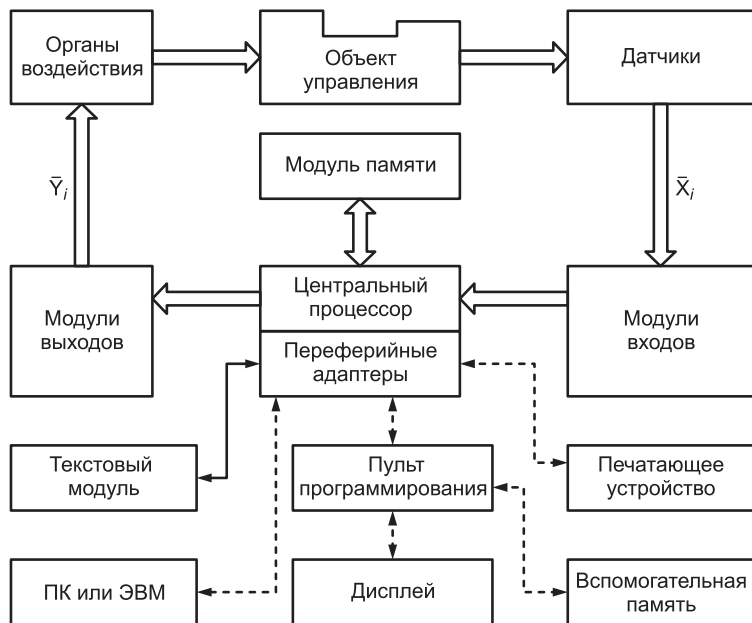 Органы
воздействия
Объект
управления
Датчики
Модуль памяти
Ȳi
X̄i
Модули
выходов
Центральный
процессор
Переферийные
адаптеры
Модули
входов
Текстовый
модуль
Пульт
программирования
Печатающее
устройство
ПК или ЭВМ
Дисплей
Вспомогательная
память